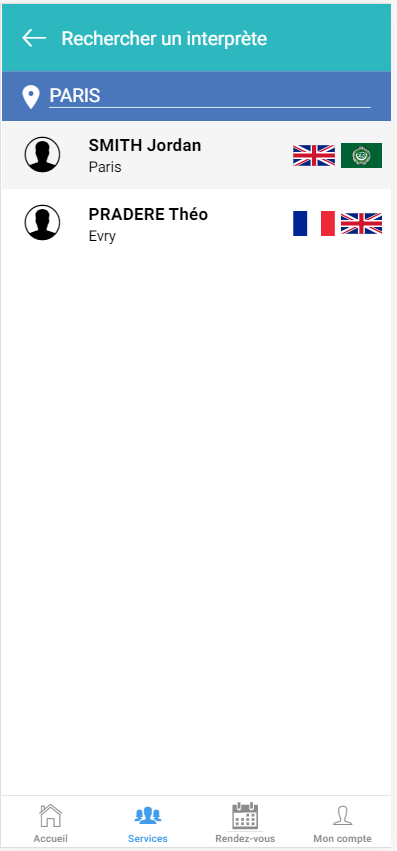 Rechercher un interprète
PARIS
SMITH Jordan
Paris
PRADERE Théo
Evry
Accueil
Services
Rendez-vous
Mon compte